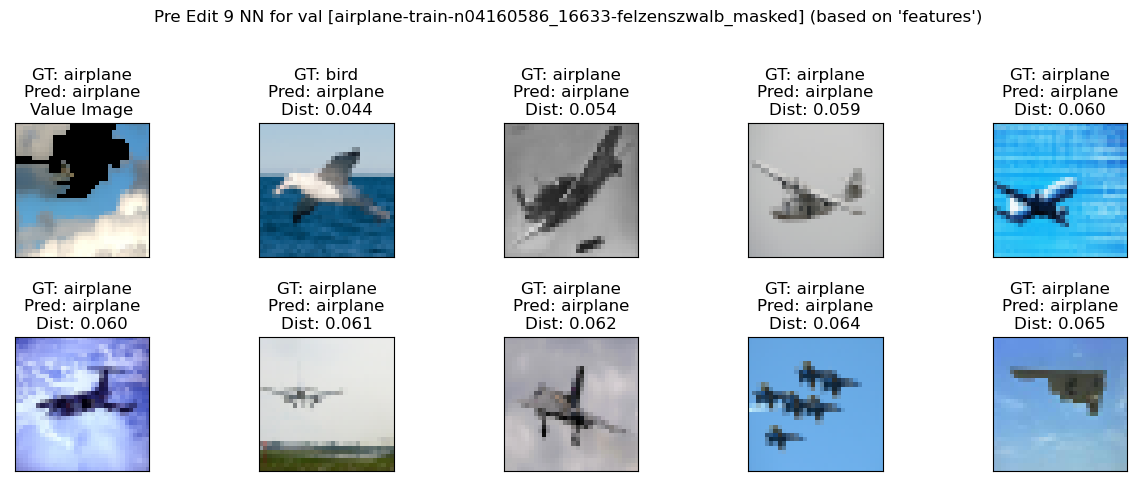 Pre Edit 9 NN for val [airplane-train-n04160586_16633-felzenszwalb_masked] (based on 'features')
GT: airplane
Pred: airplane
Value Image
GT: bird
Pred: airplane
Dist: 0.044
GT: airplane
Pred: airplane
Dist: 0.054
GT: airplane
Pred: airplane
Dist: 0.059
GT: airplane
Pred: airplane
Dist: 0.060
GT: airplane
Pred: airplane
Dist: 0.060
GT: airplane
Pred: airplane
Dist: 0.061
GT: airplane
Pred: airplane
Dist: 0.062
GT: airplane
Pred: airplane
Dist: 0.064
GT: airplane
Pred: airplane
Dist: 0.065